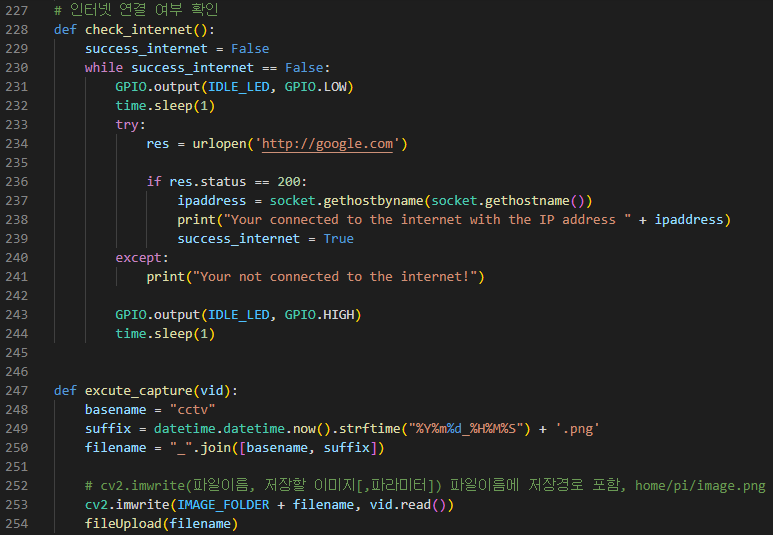 227 # 인터넷 연결 여부 확인
228 def check_internet():
229     success_internet = False
230     while success_internet == False:
231         GPIO.output(IDLE_LED, GPIO.LOW)
232         time.sleep(1)
233         try:
234             res = urlopen('http://google.com')
235
236             if res.status == 200:
237                 ipaddress = socket.gethostbyname(socket.gethostname())
238                 print("Your connected to the internet with the IP address " + ipaddress)
239                 success_internet = True
240         except:
241             print("Your not connected to the internet!")
242
243         GPIO.output(IDLE_LED, GPIO.HIGH)
244         time.sleep(1)
245
246
247 def excute_capture(vid):
248     basename = "cctv"
249     suffix = datetime.datetime.now().strftime("%Y%m%d_%H%M%S") + '.png'
250     filename = "_".join([basename, suffix])
251
252     # cv2.imwrite(파일이름, 저장할 이미지[,파라미터]) 파일이름에 저장경로 포함, home/pi/image.png
253     cv2.imwrite(IMAGE_FOLDER + filename, vid.read())
254     fileUpload(filename)